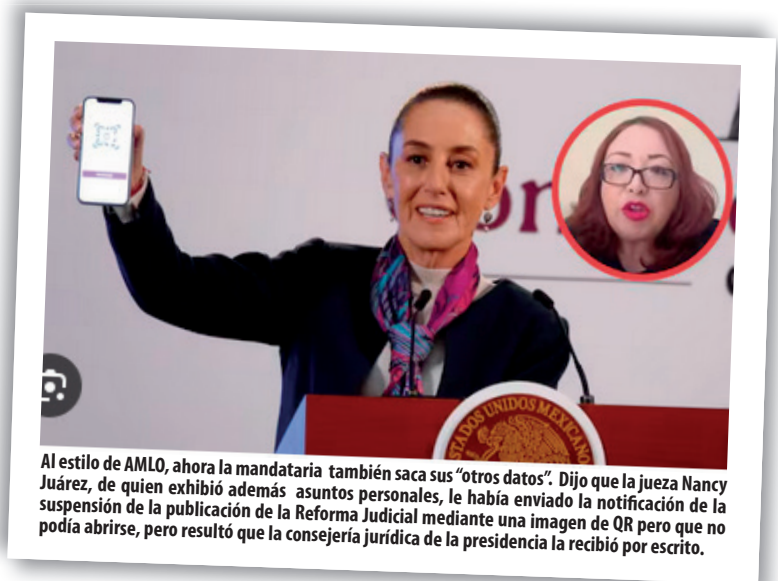 ESTADOS UNIDOS MEXICANO
Al estilo de AMLO, ahora la mandataria también saca sus “otros datos”. Dijo que la jueza Nancy
Juárez, de quien exhibió además asuntos personales, le había enviado la notificación de la
suspensión de la publicación de la Reforma Judicial mediante una imagen de QR pero que no
podía abrirse, pero resultó que la consejería jurídica de la presidencia la recibió por escrito.